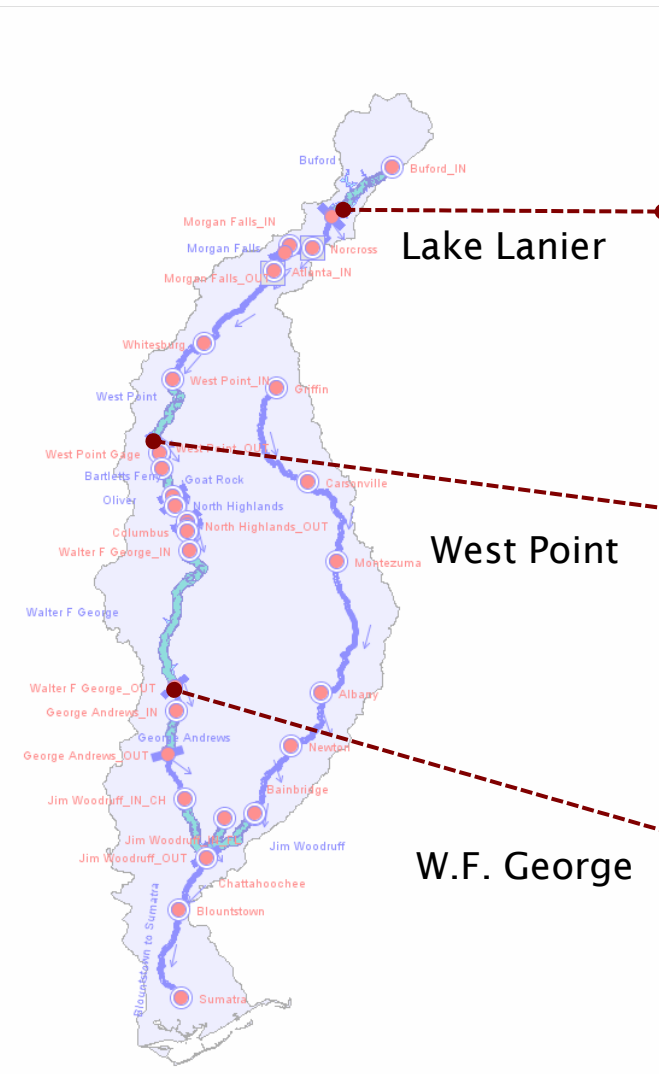 Buford
Buford_IN
Morgan Falls_IN
Lake Lanier
Morgan Falls
Norcross
Morgan Falls_OUT
Atlanta_IN
Whitesburg
West Point_IN
Griffin
West Point
West Point Gage
West Point_OUT
Bartletts Ferry
Goat Rock
Carsonville
Oliver
North Highlands
North Highlands_OUT
Columbus
Walter F George_IN
West Point
Montezuma
Walter F George
Walter F George_OUT
Albany
George Andrews_IN
George Andrews
Newton
George Andrews_OUT
Bainbridge
Jim Woodruff_IN_CH
Jim Woodruff
Jim Woodruff_OUT
W.F. George
Chattahoochee
Blountstown
Blountstown to Sumatra
Sumatra